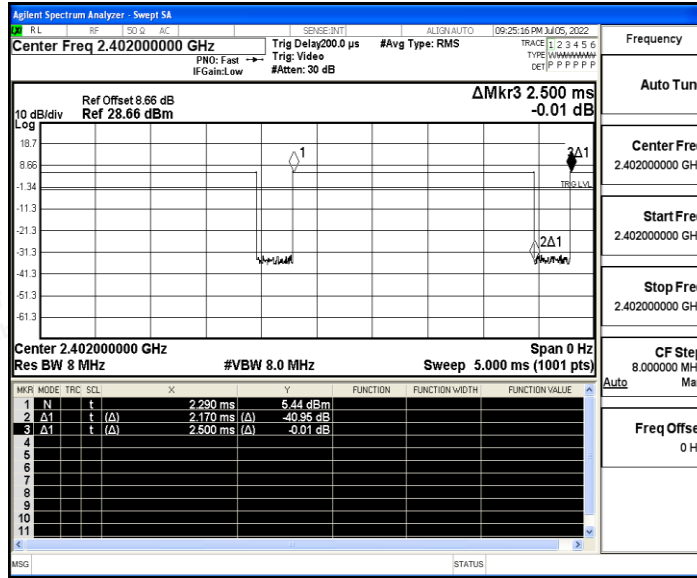 Agilent Spectrum Analyzer - Swept SA
RL RF 50 Ω AC SENSE:INT ALIGNAUTO 09:25:16 PM Jul 05, 2022
Center Freq 2.402000000 GHz
PNO: Fast
IFGain:Low
Trig Delay200.0 µs
Trig: Video
#Atten: 30 dB
#Avg Type: RMS
TRACE 1 2 3 4 5 6
TYPE
DET P P P P P P
Ref Offset 8.66 dB
Ref 28.66 dBm
10 dB/div
Log
ΔMkr3 2.500 ms
-0.01 dB
18.7
8.66
-1.34
-11.3
-21.3
-31.3
-41.3
-51.3
-61.3
1
3Δ1
TRIG LVL
2Δ1
Center 2.402000000 GHz Span 0 Hz
Res BW 8 MHz #VBW 8.0 MHz Sweep 5.000 ms (1001 pts)
MKR MODE TRC SCL X Y FUNCTION FUNCTION WIDTH FUNCTION VALUE
1 N t 2.290 ms 5.44 dBm
2 Δ1 t (Δ) 2.170 ms (Δ) -40.95 dB
3 Δ1 t (Δ) 2.500 ms (Δ) -0.01 dB
4
5
6
7
8
9
10
11
MSG STATUS
Frequency
Auto Tun
Center Fre
2.402000000 GH
Start Fre
2.402000000 GH
Stop Fre
2.402000000 GH
CF Step
8.000000 MH
Auto Ma
Freq Offse
0 H